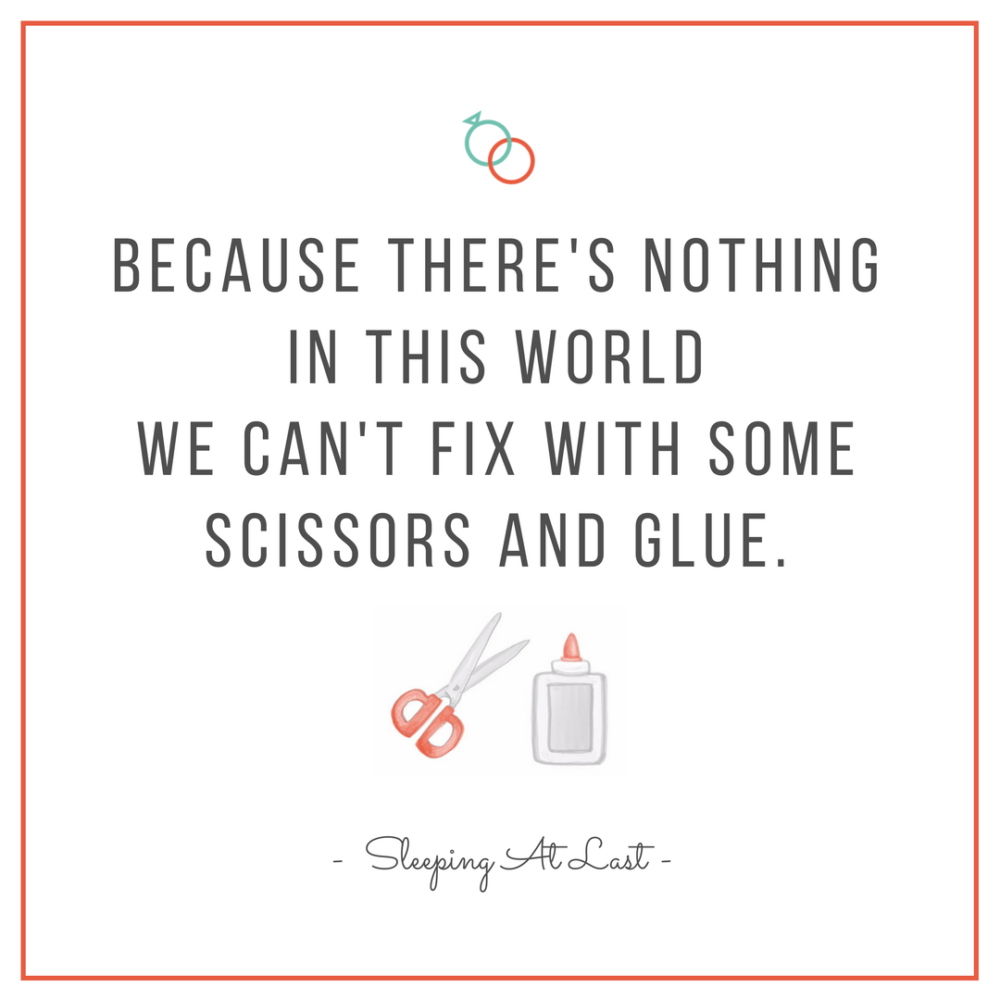 BECAUSE THERE'S NOTHING
IN THIS WORLD
WE CAN'T FIX WITH SOME
SCISSORS AND GLUE.
- Sleeping At Last -